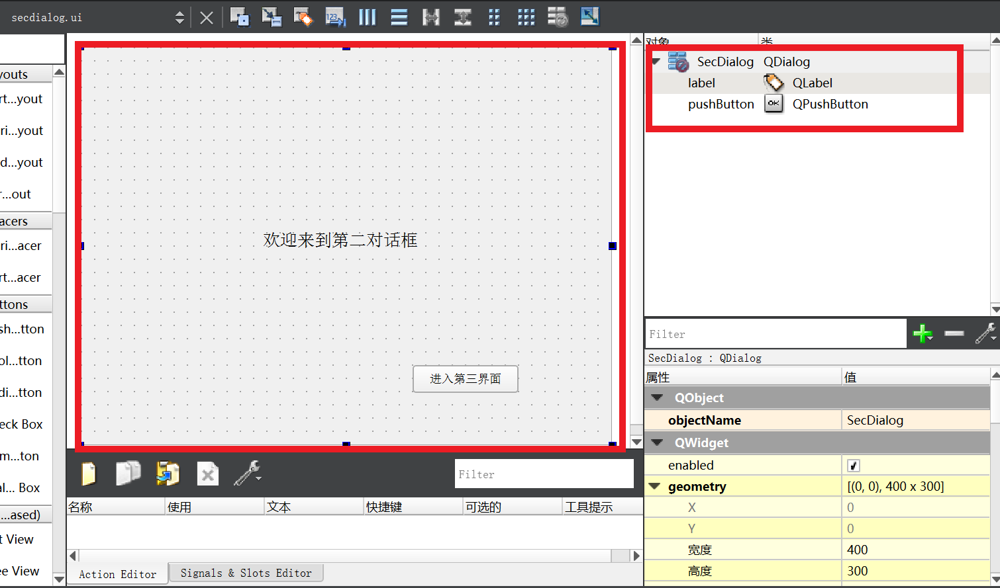 secdialog.ui
youts
rt...yout
ri...yout
d...yout
r...out
acers
ri...acer
rt...acer
ttons
sh...tton
ol...tton
di...tton
eck Box
m...ton
al... Box
...ased)
t View
ee View
欢迎来到第二对话框
进入第三界面
Filter
名称 使用 文本 快捷键 可选的 工具提示
Action Editor Signals & Slots Editor
对象 类
SecDialog QDialog
label QLabel
pushButton OK QPushButton
Filter
SecDialog : QDialog
属性 值
QObject
objectName SecDialog
QWidget
enabled
geometry [(0, 0), 400 x 300]
X 0
Y 0
宽度 400
高度 300